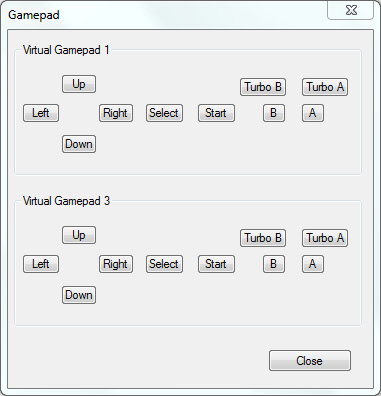 Gamepad
Virtual Gamepad 1
Up Turbo B Turbo A
Left Right Select Start B A
Down
Virtual Gamepad 3
Up Turbo B Turbo A
Left Right Select Start B A
Down
Close